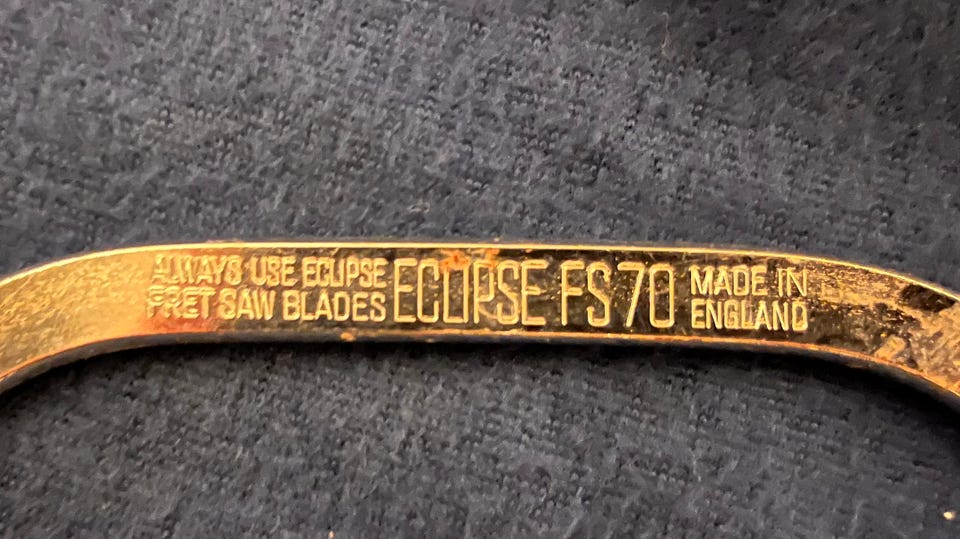 ALWAYS USE ECLIPSE
FRET SAW BLADES
ECLIPSE FS70
MADE IN
ENGLAND